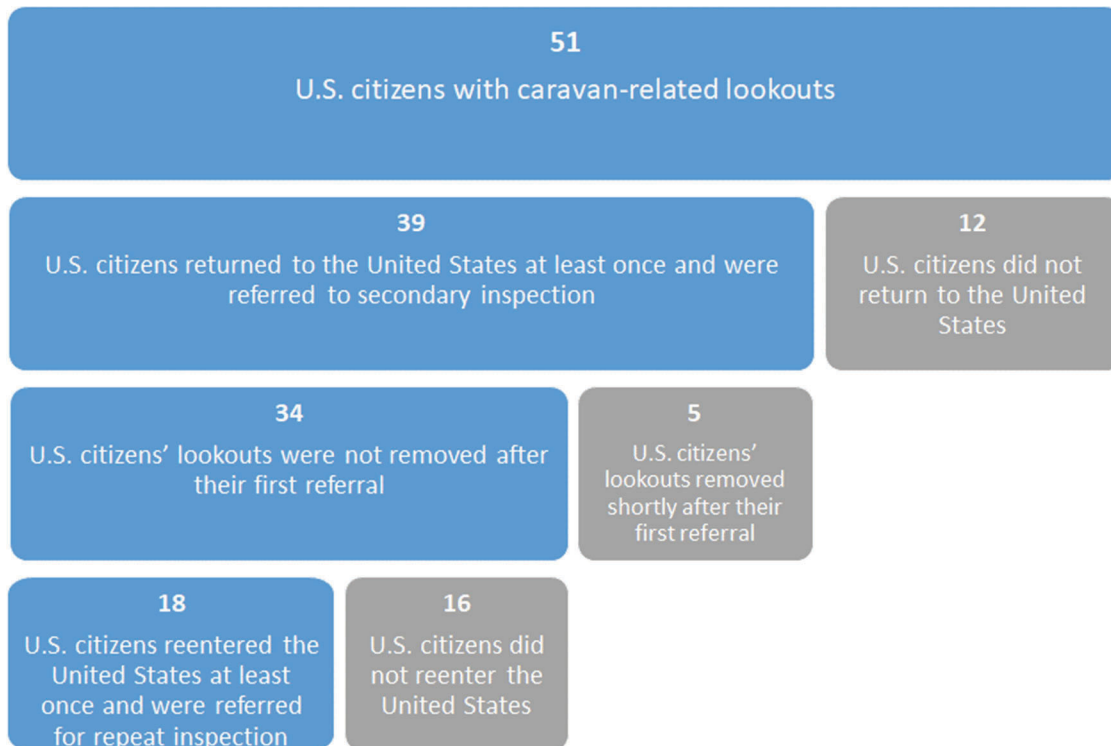 51
U.S. citizens with caravan-related lookouts
39
U.S. citizens returned to the United States at least once and were
referred to secondary inspection
12
U.S. citizens did not
return to the United
States
34
U.S. citizens’ lookouts were not removed after
their first referral
5
U.S. citizens’
lookouts removed
shortly after their
first referral
18
U.S. citizens reentered the
United States at least
once and were referred
for repeat inspection
16
U.S. citizens did
not reenter the
United States